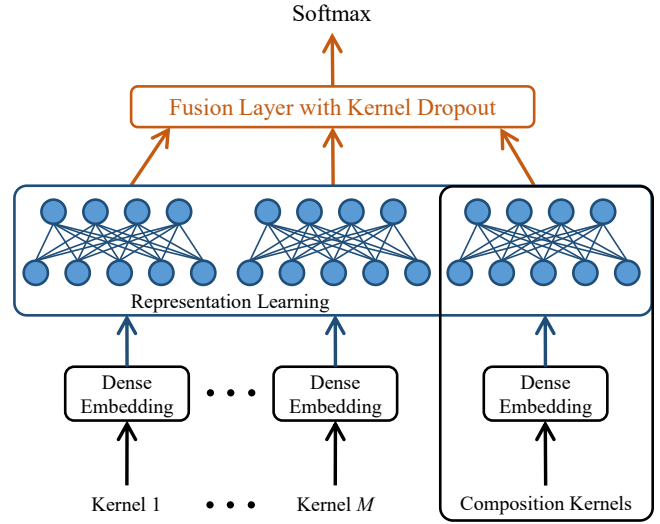 Softmax
Fusion Layer with Kernel Dropout
Representation Learning
Dense
Embedding
Dense
Embedding
Dense
Embedding
Kernel 1
Kernel M
Composition Kernels